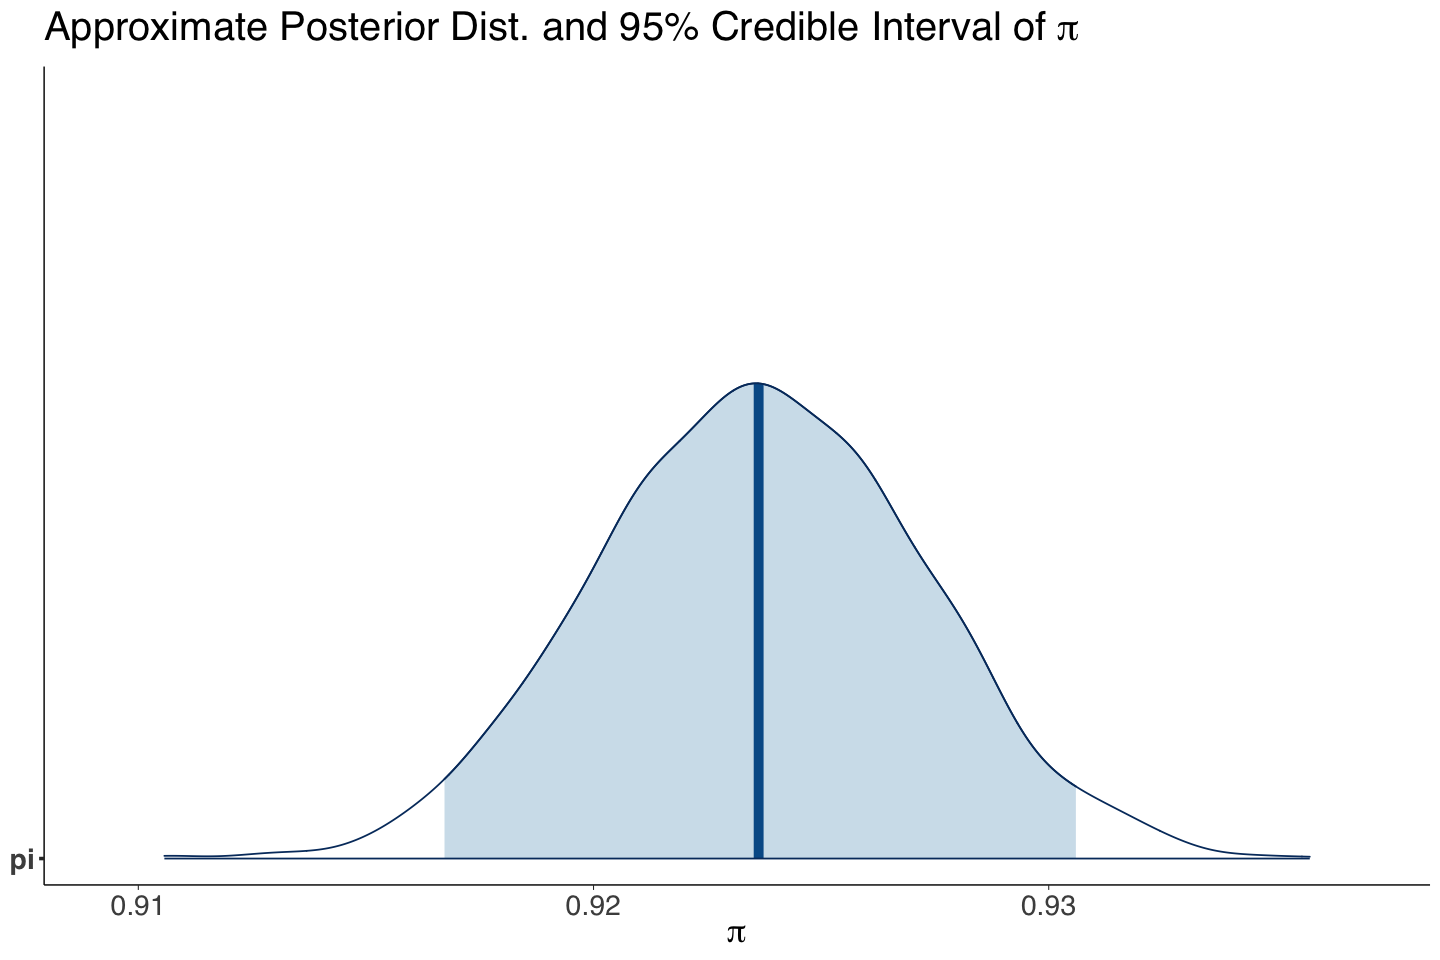 Approximate Posterior Dist. and 95% Credible Interval of π
pi
0.91 0.92 0.93
π